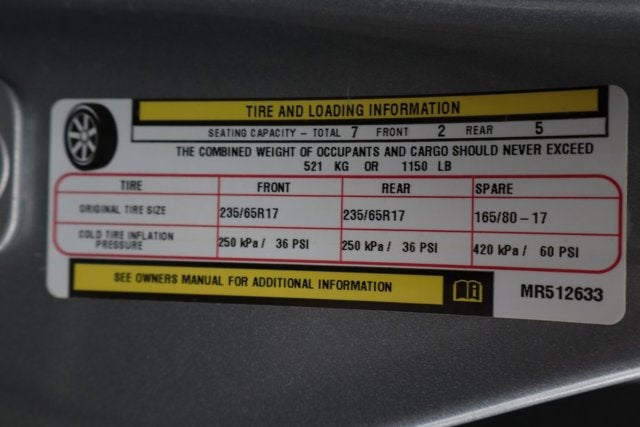 TIRE AND LOADING INFORMATION
SEATING CAPACITY – TOTAL 7 FRONT 2 REAR 5
THE COMBINED WEIGHT OF OCCUPANTS AND CARGO SHOULD NEVER EXCEED
521 KG OR 1150 LB
TIRE FRONT REAR SPARE
ORIGINAL TIRE SIZE 235/65R17 235/65R17 165/80 – 17
COLD TIRE INFLATION
PRESSURE 250 kPa / 36 PSI 250 kPa / 36 PSI 420 kPa / 60 PSI
SEE OWNERS MANUAL FOR ADDITIONAL INFORMATION
MR512633